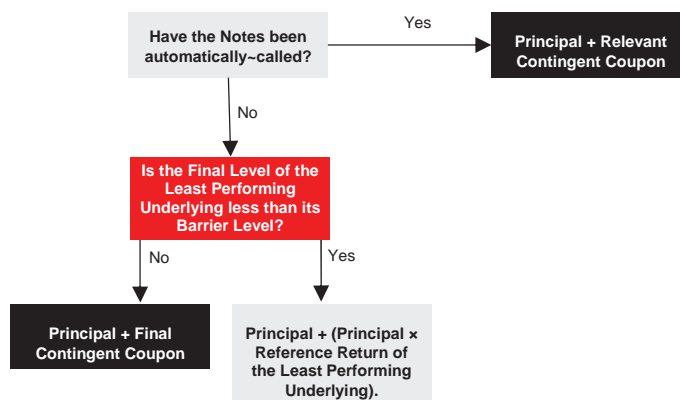 Have the Notes been
automatically~called?
Yes
Principal + Relevant
Contingent Coupon
No
Is the Final Level of the
Least Performing
Underlying less than its
Barrier Level?
No
Yes
Principal + Final
Contingent Coupon
Principal + (Principal ×
Reference Return of
the Least Performing
Underlying).